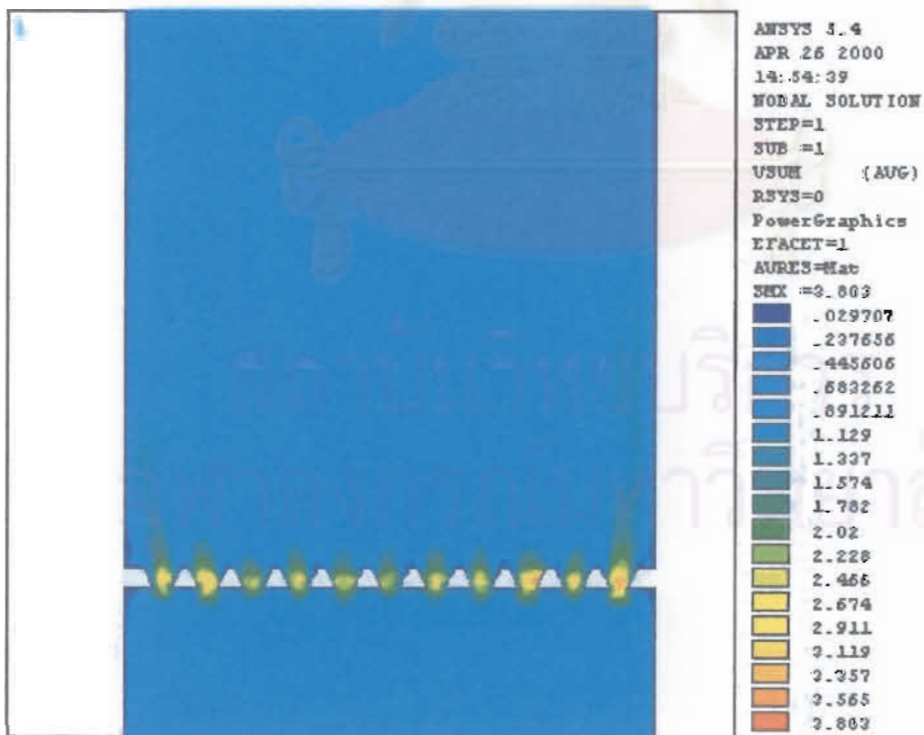 ANSYS 5.4
APR 26 2000
14:54:39
NODAL SOLUTION
STEP=1
SUB =1
USUM (AVG)
RSYS=0
PowerGraphics
EFACET=1
AVRES=Mat
SMX =3.803
.029707
.237656
.445606
.683262
.891211
1.129
1.337
1.574
1.782
2.02
2.228
2.466
2.674
2.911
3.119
3.357
3.565
3.803